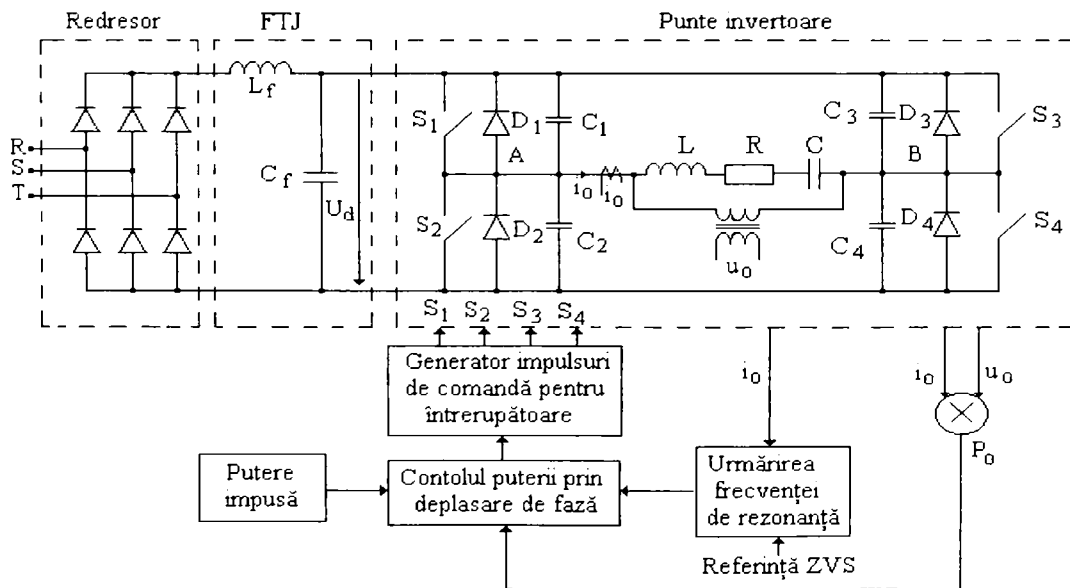 Redresor
FTJ
Punte invertoare
L_f
S_1
D_1
C_1
A
C_3
D_3
S_3
L
R
C
B
R
S
T
C_f
U_d
i_0
i_0
S_2
D_2
C_2
u_0
C_4
D_4
S_4
S_1 S_2 S_3 S_4
Generator impulsuri
de comandă pentru
întrerupătoare
i_0
i_0
u_0
P_0
Putere
impusă
Contolul puterii prin
deplasare de fază
Urmărirea
frecvenței
de rezonanță
Referință ZVS